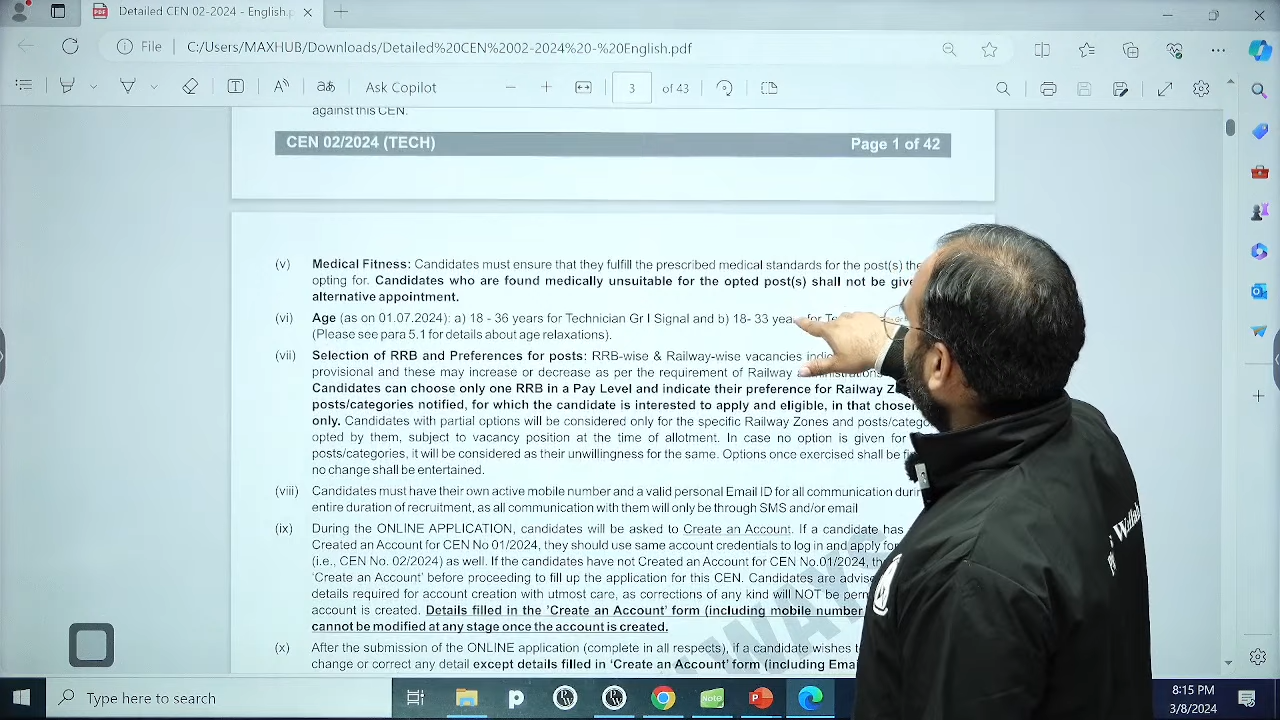 Detailed CEN 02-2024 - English.p
File C:/Users/MAXHUB/Downloads/Detailed%20CEN%2002-2024%20-%20English.pdf
Ask Copilot 3 of 43
against this CEN.
CEN 02/2024 (TECH) Page 1 of 42
(v) Medical Fitness: Candidates must ensure that they fulfill the prescribed medical standards for the post(s)
opting for. Candidates who are found medically unsuitable for the opted post(s) shall not be
alternative appointment.
(vi) Age (as on 01.07.2024): a) 18 - 36 years for Technician Gr I Signal and b) 18- 33 for
(Please see para 5.1 for details about age relaxations).
(vii) Selection of RRB and Preferences for posts: RRB-wise & Railway-wise vacancies
provisional and these may increase or decrease as per the requirement of Railway
Candidates can choose only one RRB in a Pay Level and indicate their preference for Railway
posts/categories notified, for which the candidate is interested to apply and eligible, in that
only. Candidates with partial options will be considered only for the specific Railway Zones and
opted by them, subject to vacancy position at the time of allotment. In case no option is given for
posts/categories, it will be considered as their unwillingness for the same. Options once exercised shall be
no change shall be entertained.
(viii) Candidates must have their own active mobile number and a valid personal Email ID for all communication
entire duration of recruitment, as all communication with them will only be through SMS and/or email
(ix) During the ONLINE APPLICATION, candidates will be asked to Create an Account. If a candidate has
Created an Account for CEN No 01/2024, they should use same account credentials to log in and apply for
(i.e., CEN No. 02/2024) as well. If the candidates have not Created an Account for CEN No.01/2024,
'Create an Account' before proceeding to fill up the application for this CEN. Candidates are
details required for account creation with utmost care, as corrections of any kind will NOT be
account is created. Details filled in the 'Create an Account' form (including mobile number
cannot be modified at any stage once the account is created.
(x) After the submission of the ONLINE application (complete in all respects), if a candidate wishes
change or correct any detail except details filled in 'Create an Account' form (including
Type here to search
Note
8:15 PM
3/8/2024